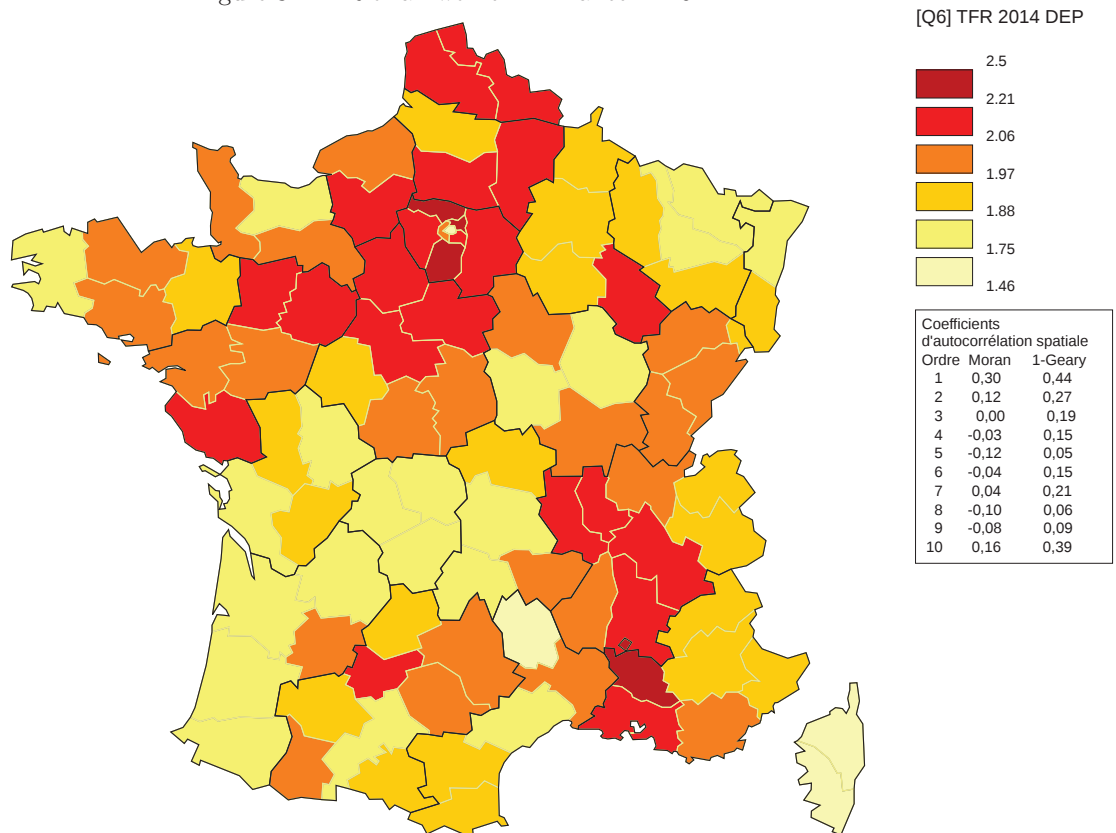 [Q6] TFR 2014 DEP
2.5
2.21
2.06
1.97
1.88
1.75
1.46
Coefficients
d'autocorrélation spatiale
Ordre Moran 1-Geary
1 0,30 0,44
2 0,12 0,27
3 0,00 0,19
4 -0,03 0,15
5 -0,12 0,05
6 -0,04 0,15
7 0,04 0,21
8 -0,10 0,06
9 -0,08 0,09
10 0,16 0,39